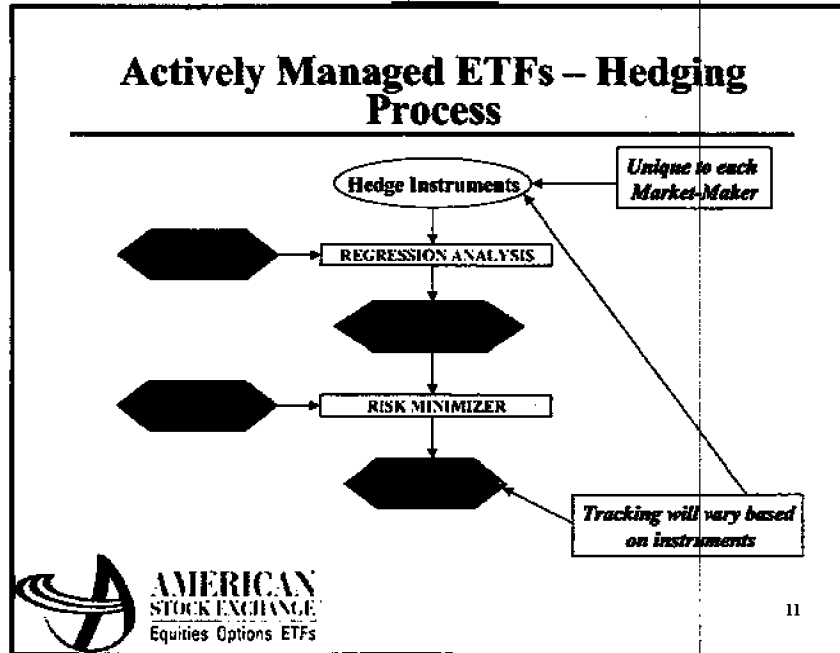 Actively Managed ETFs – Hedging
Process
Hedge Instruments
Unique to each
Market-Maker
REGRESSION ANALYSIS
RISK MINIMIZER
Tracking will vary based
on instruments
AMERICAN
STOCK EXCHANGE
Equities Options ETFs
11